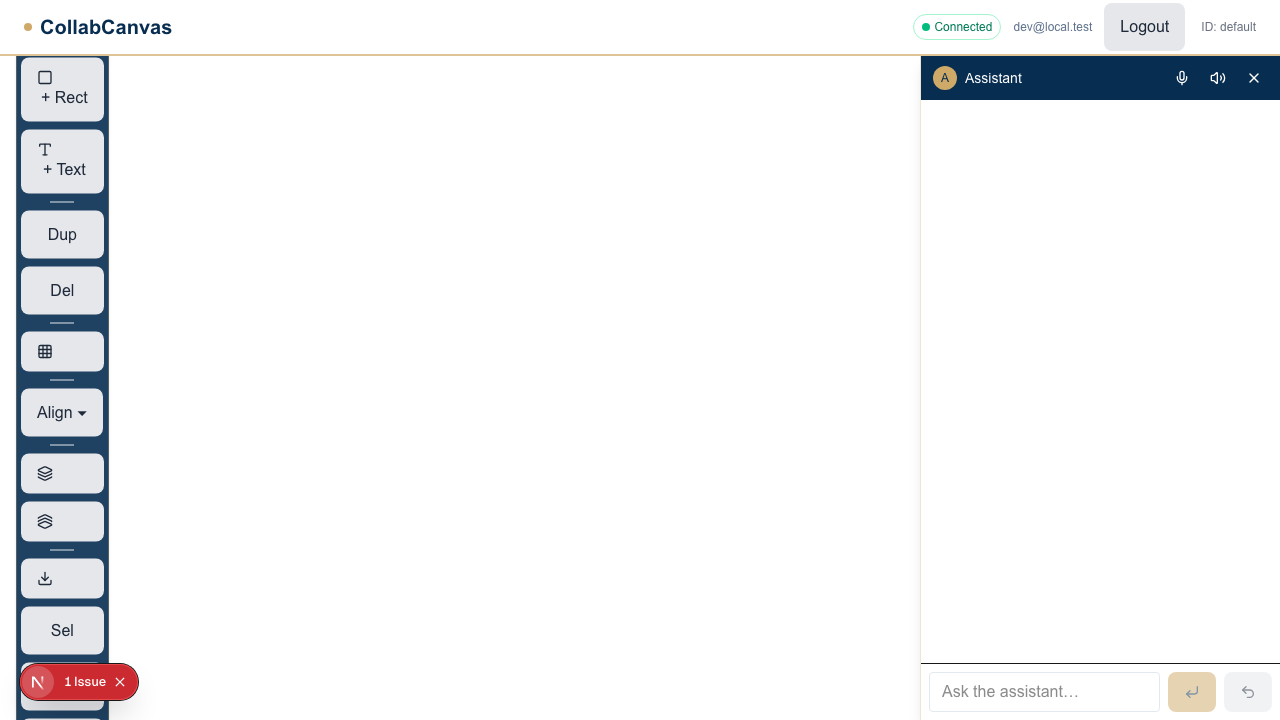 CollabCanvas
Connected
dev@local.test
Logout
ID: default
+ Rect
+ Text
Dup
Del
Align
Sel
1 Issue
A
Assistant
Ask the assistant…